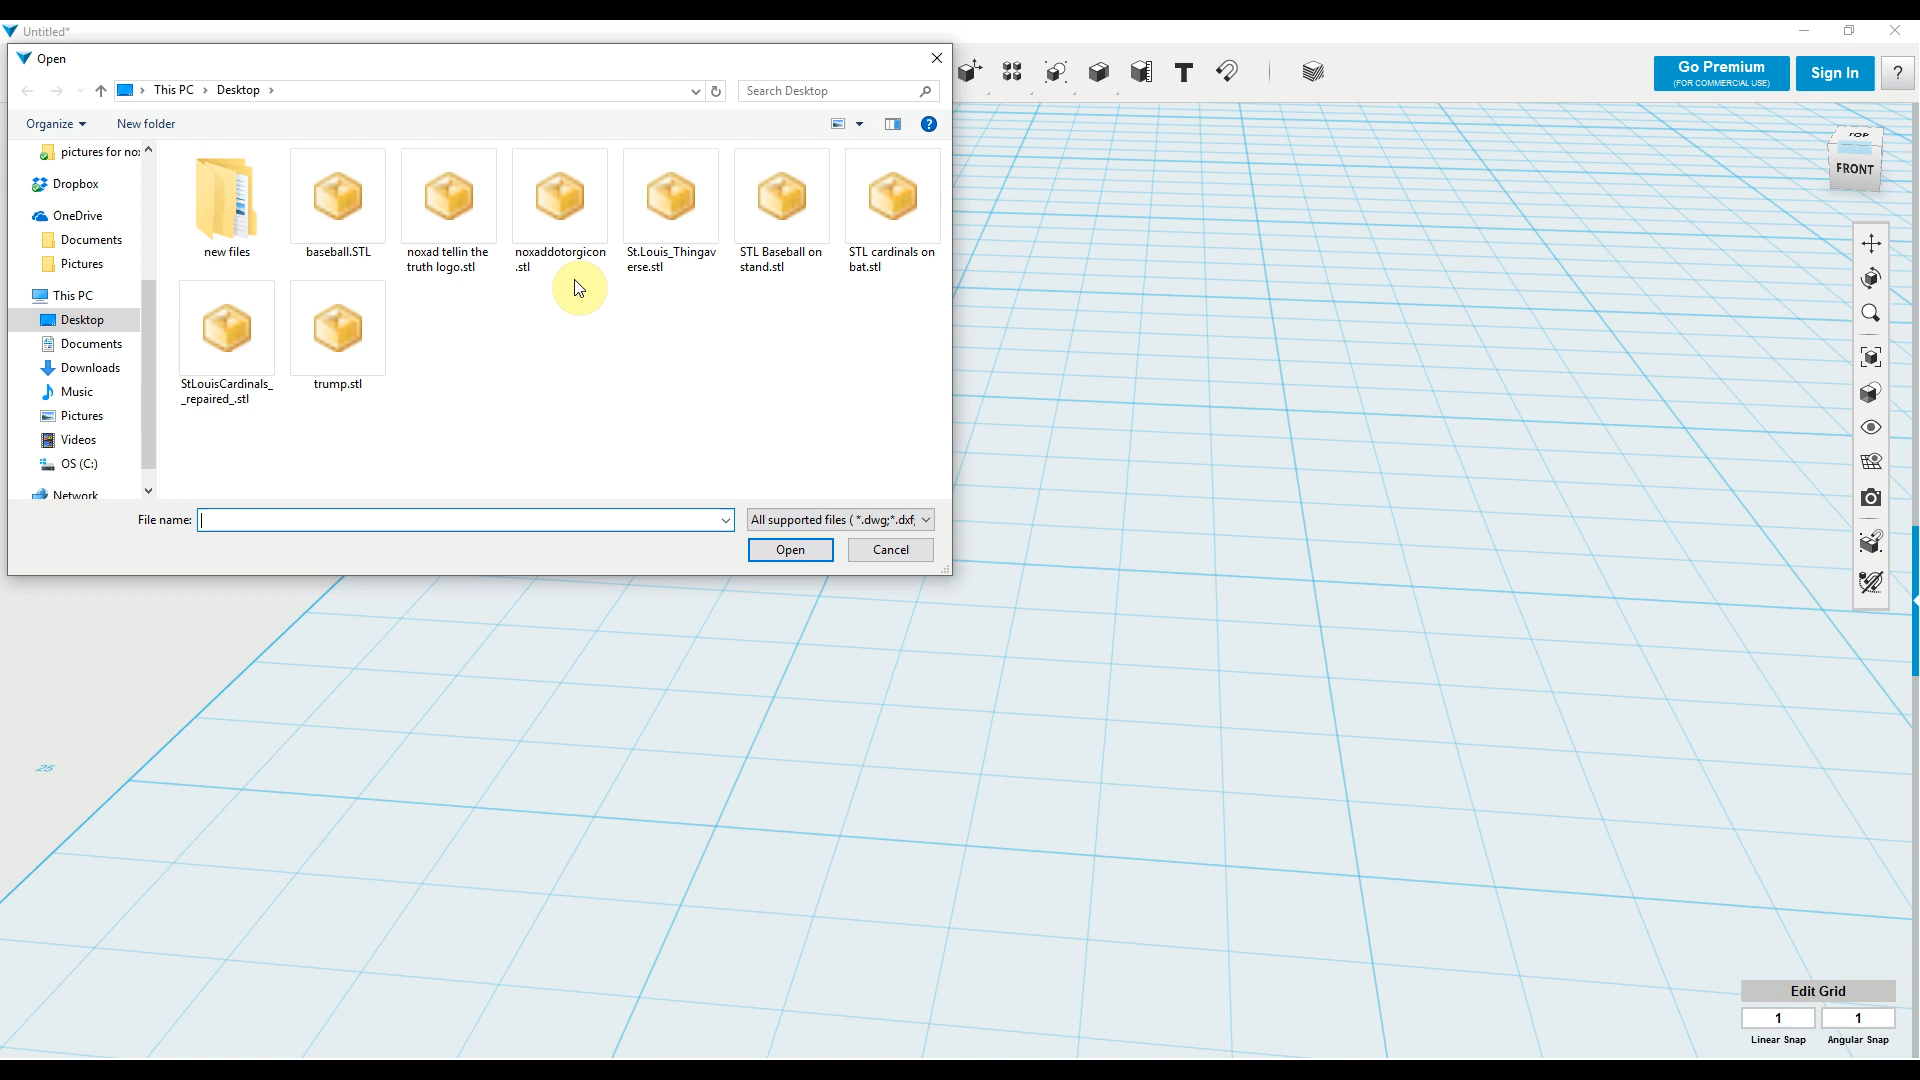 Untitled*
Open
This PC
Desktop
Search Desktop
Go Premium
(FOR COMMERCIAL USE)
Sign In
?
Organize
New folder
?
TOP
FRONT
pictures for no
Dropbox
OneDrive
Documents
Pictures
This PC
Desktop
Documents
Downloads
Music
Pictures
Videos
OS (C:)
Network
new files
baseball.STL
noxad tellin the
truth logo.stl
noxaddotorgicon
.stl
St.Louis_Thingav
erse.stl
STL Baseball on
stand.stl
STL cardinals on
bat.stl
StLouisCardinals_
_repaired_.stl
trump.stl
File name:
All supported files ( *.dwg;*.dxf;
Open
Cancel
25
Edit Grid
1
1
Linear Snap
Angular Snap